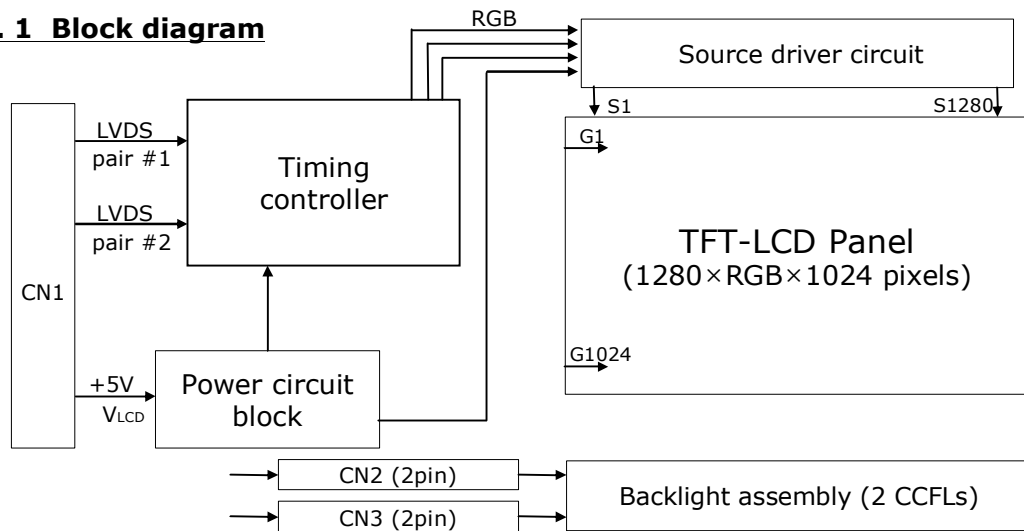 . 1 Block diagram
RGB
Source driver circuit
S1
S1280
LVDS
pair #1
Timing
controller
G1
LVDS
pair #2
TFT-LCD Panel
(1280×RGB×1024 pixels)
CN1
G1024
+5V
VLCD
Power circuit
block
CN2 (2pin)
Backlight assembly (2 CCFLs)
CN3 (2pin)